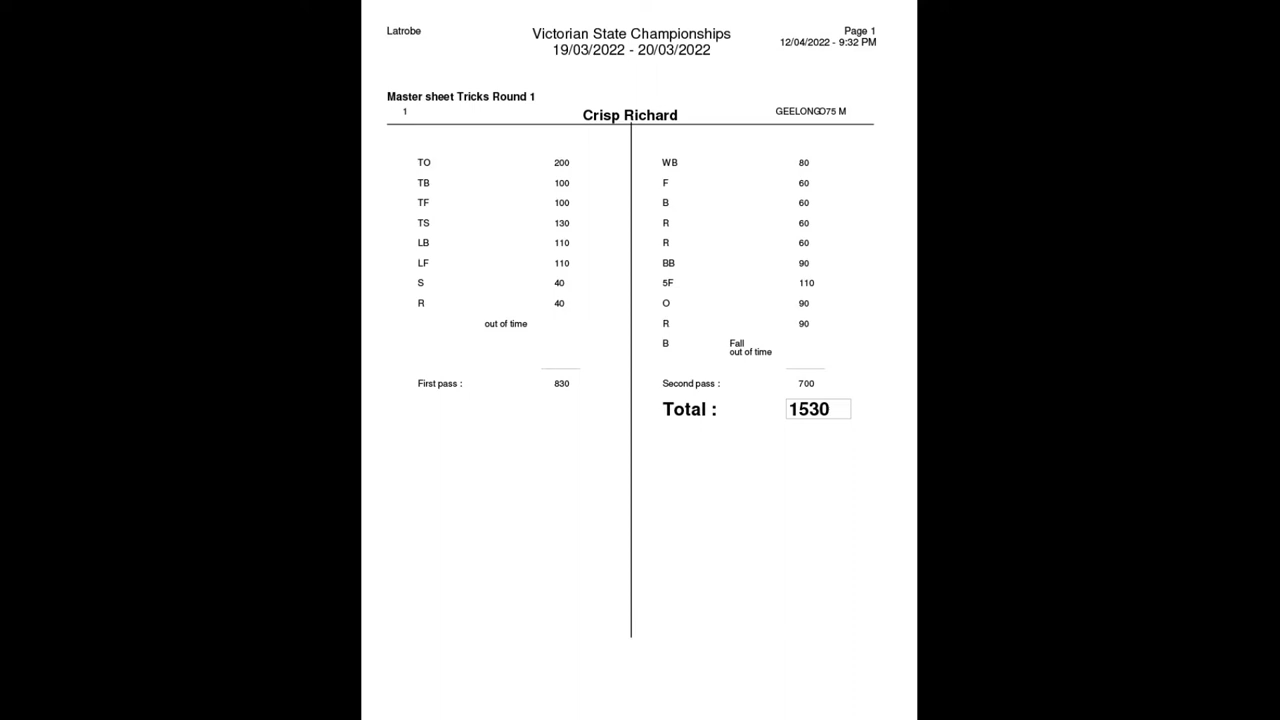 Latrobe
Victorian State Championships
19/03/2022 - 20/03/2022
Page 1
12/04/2022 - 9:32 PM
Master sheet Tricks Round 1
1
Crisp Richard
GEELONGO75 M
TO 200
TB 100
TF 100
TS 130
LB 110
LF 110
S 40
R 40
out of time
First pass : 830
WB 80
F 60
B 60
R 60
R 60
BB 90
5F 110
O 90
R 90
B Fall
out of time
Second pass : 700
Total : 1530